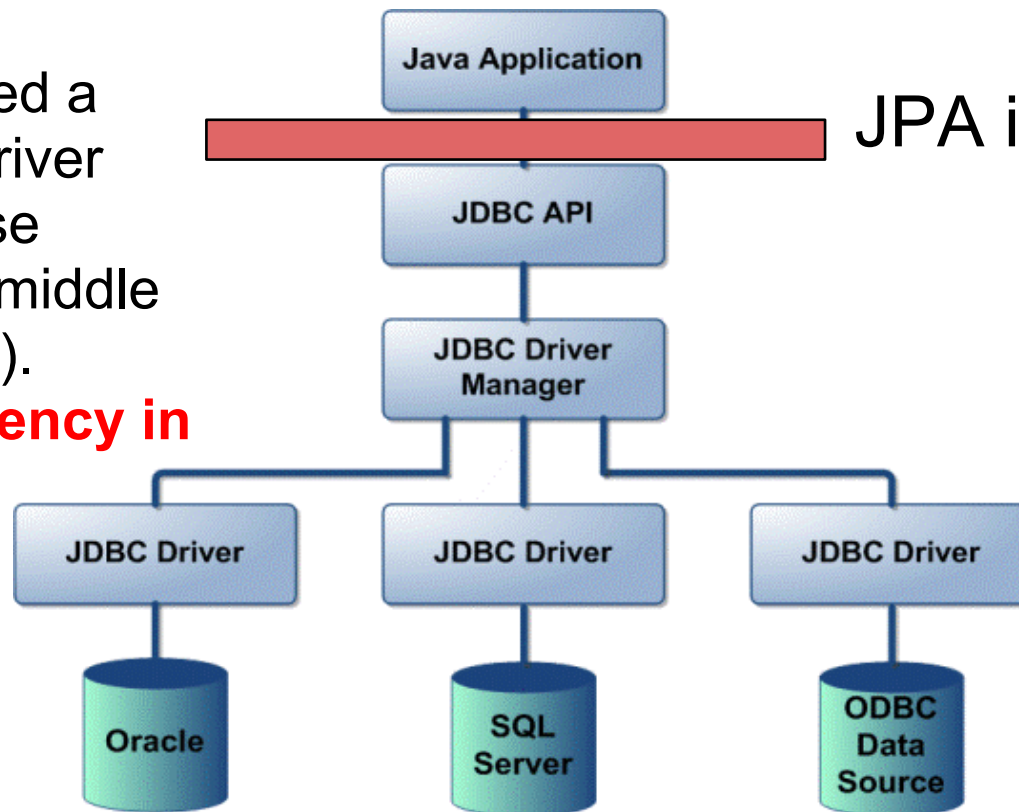 ed a
river
se
middle
).
ency in
Java Application
JPA i
JDBC API
JDBC Driver
Manager
JDBC Driver
JDBC Driver
JDBC Driver
Oracle
SQL
Server
ODBC
Data
Source